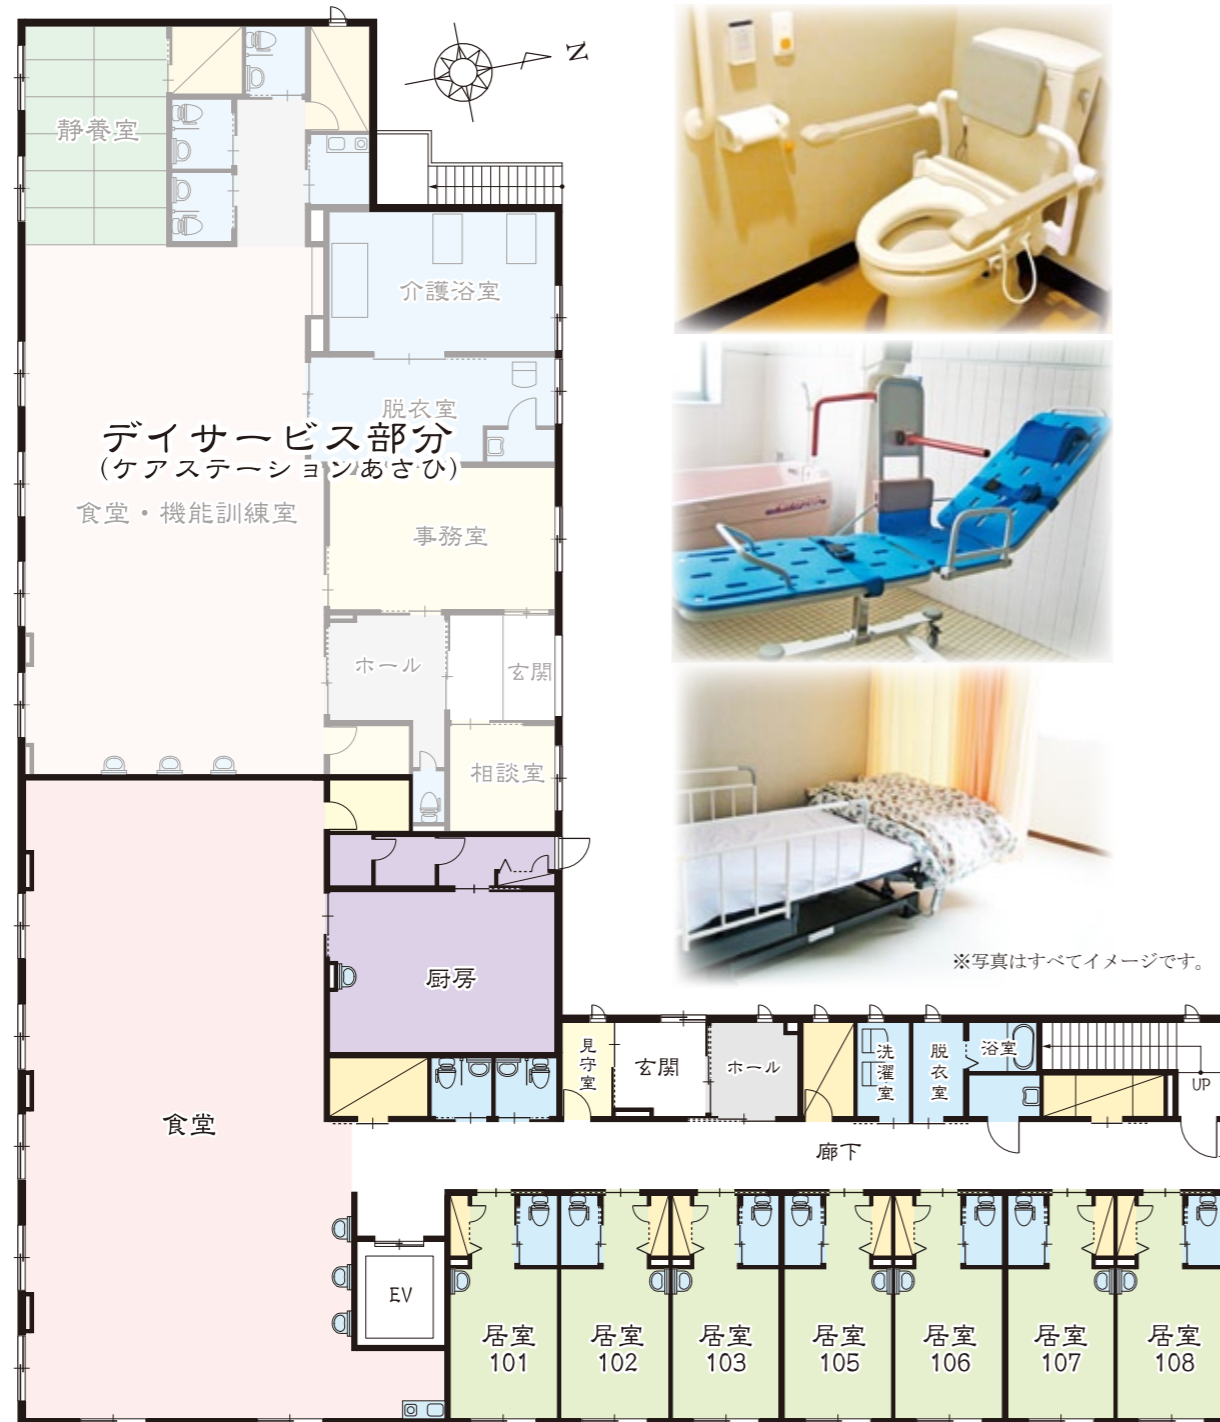 N
静養室
介護浴室
脱衣室
デイサービス部分
(ケアステーションあさひ)
食堂・機能訓練室
事務室
ホール
玄関
相談室
※写真はすべてイメージです。
厨房
食堂
見守室
玄関
ホール
洗濯室
脱衣室
浴室
UP
廊下
EV
居室
101
居室
102
居室
103
居室
105
居室
106
居室
107
居室
108